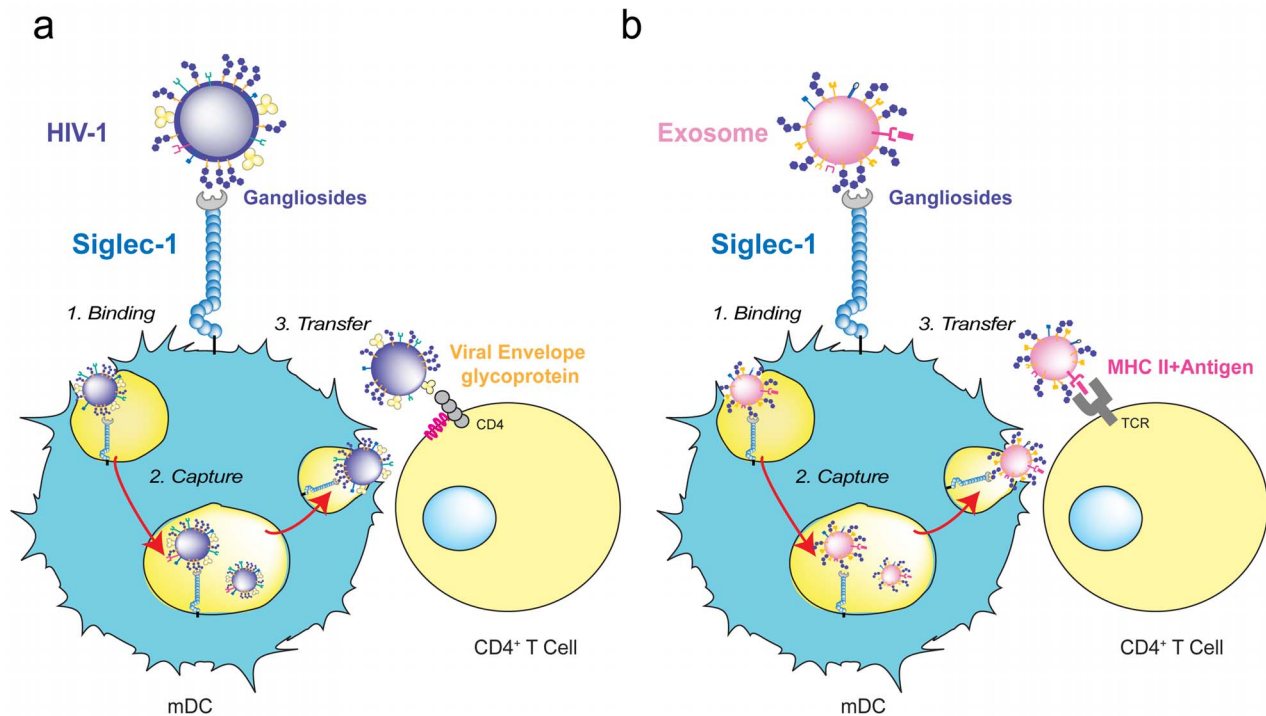 a
HIV-1
Gangliosides
Siglec-1
1. Binding
3. Transfer
Viral Envelope
glycoprotein
CD4
2. Capture
CD4⁺ T Cell
mDC
b
Exosome
Gangliosides
Siglec-1
1. Binding
3. Transfer
MHC II+Antigen
TCR
2. Capture
CD4⁺ T Cell
mDC